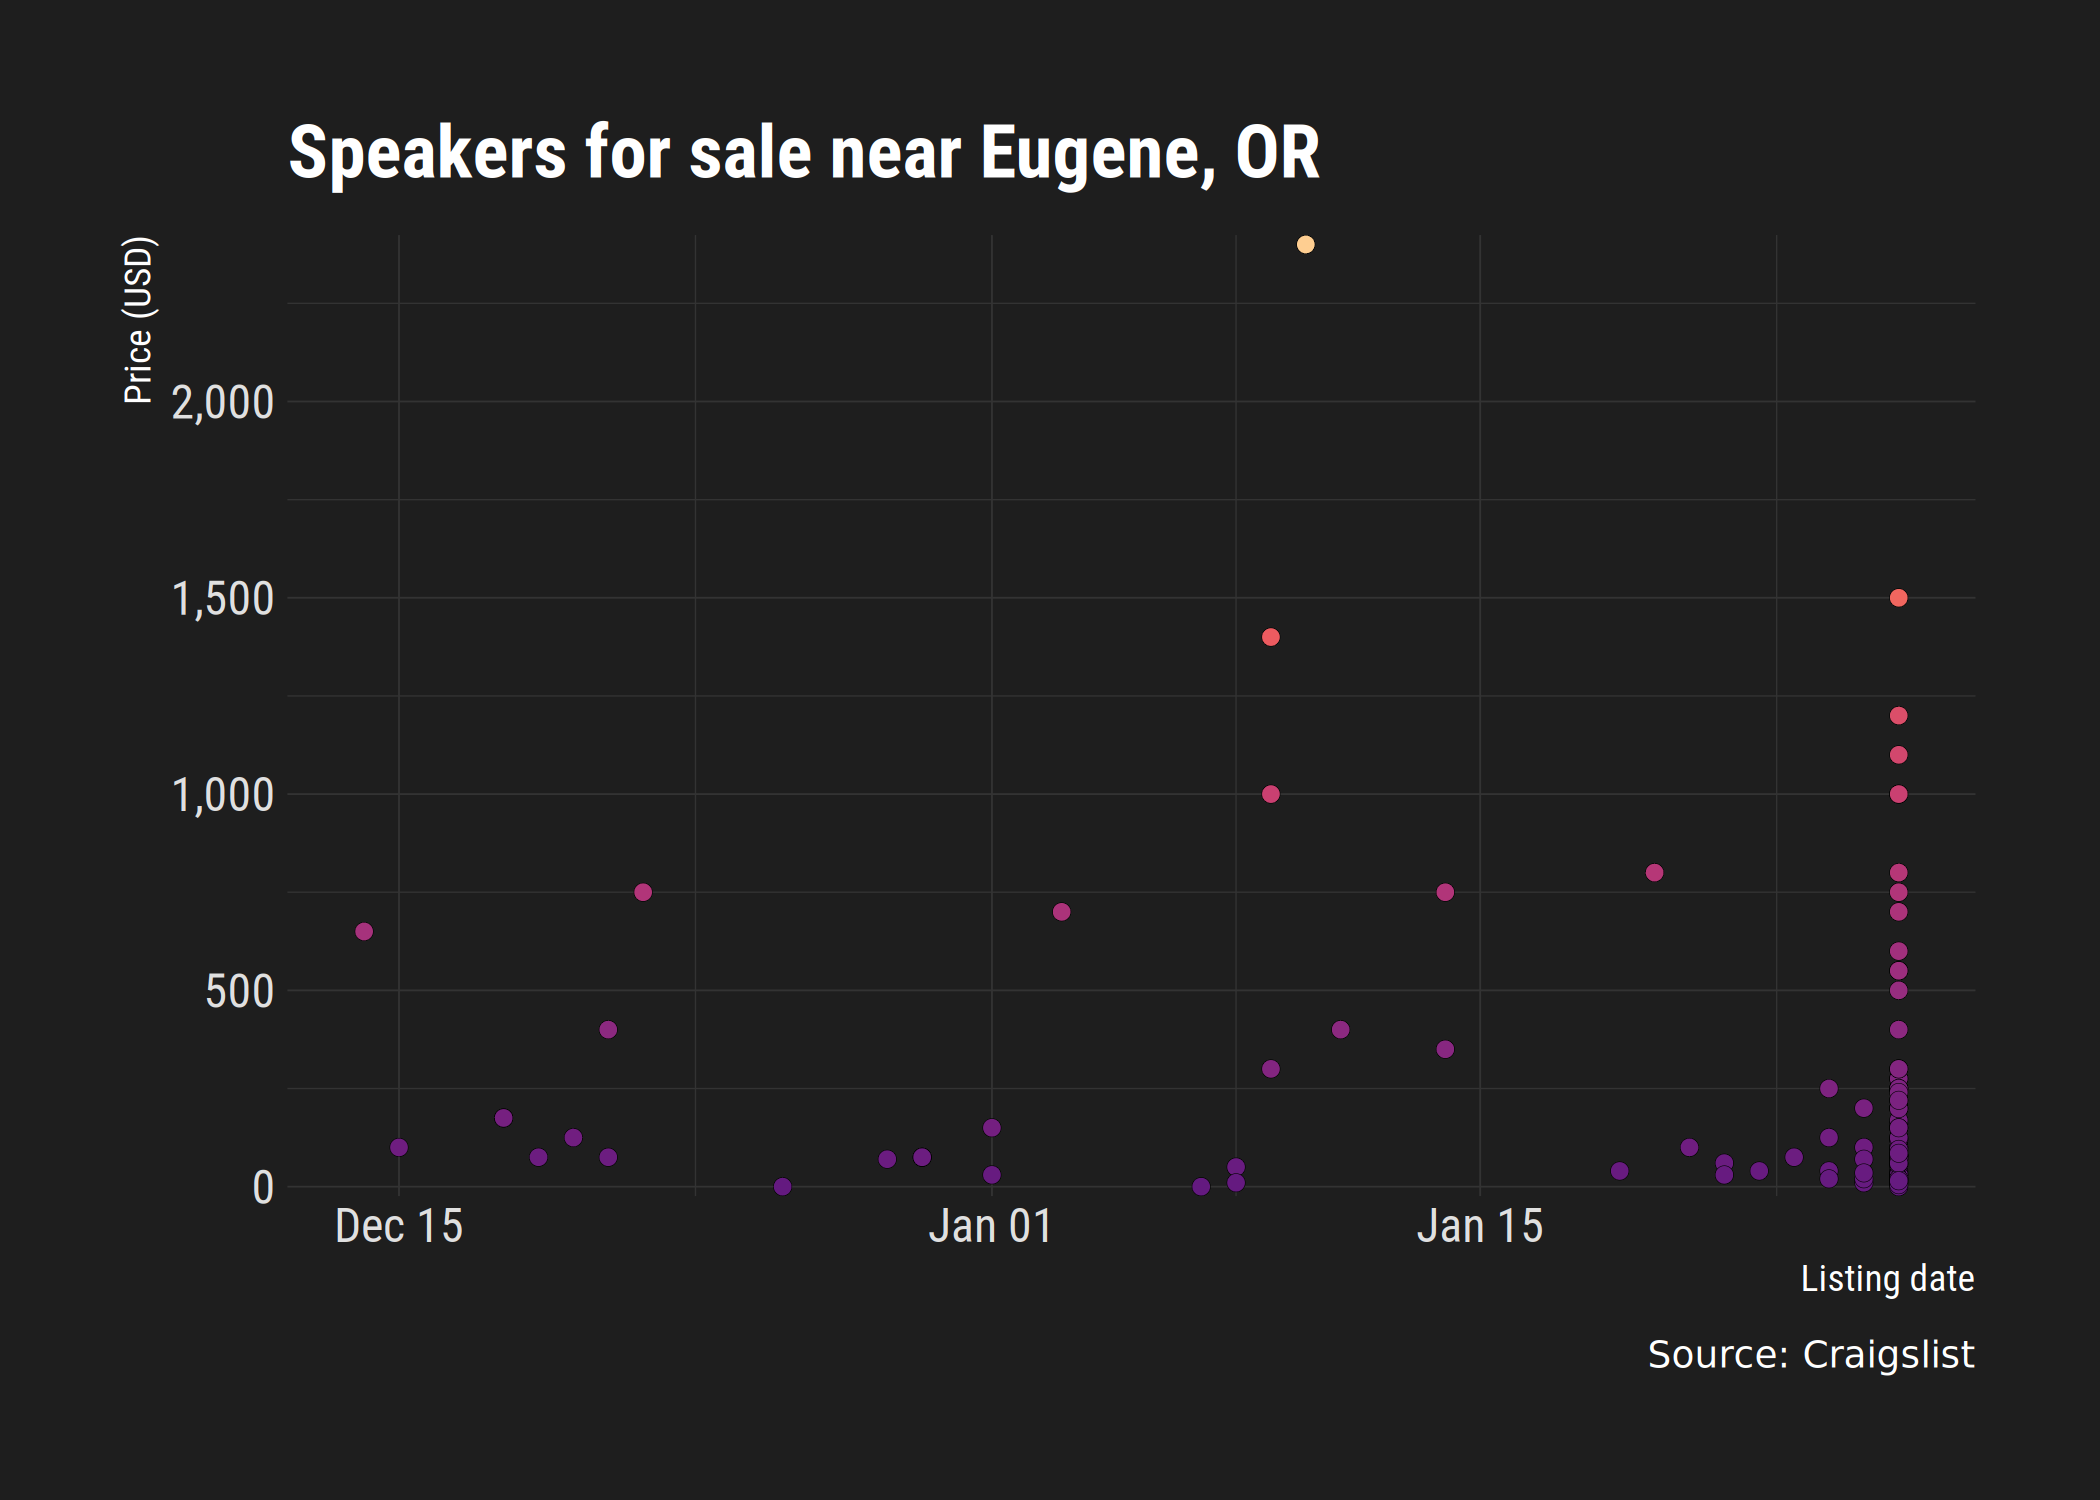 Speakers for sale near Eugene, OR
Price (USD)
2,000
1,500
1,000
500
0
Dec 15
Jan 01
Jan 15
Listing date
Source: Craigslist